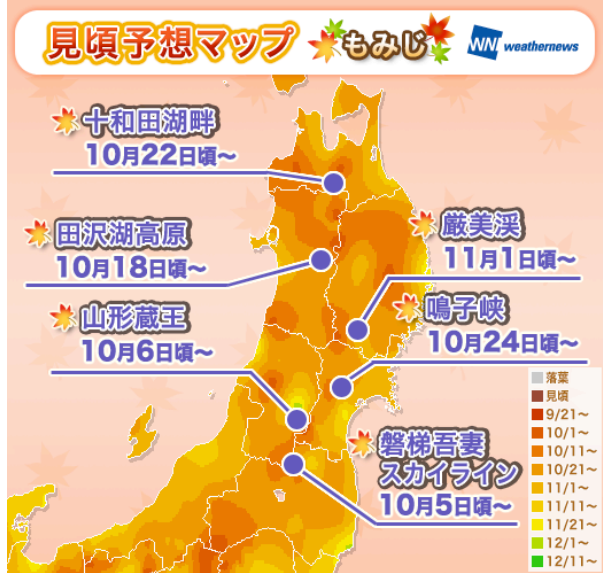 見頃予想マップ もみじ WNI weathernews
十和田湖畔
10月22日頃～
田沢湖高原
10月18日頃～
厳美渓
11月1日頃～
山形蔵王
10月6日頃～
鳴子峡
10月24日頃～
磐梯吾妻
スカイライン
10月5日頃～
落葉
見頃
9/21～
10/1～
10/11～
10/21～
11/1～
11/11～
11/21～
12/1～
12/11～